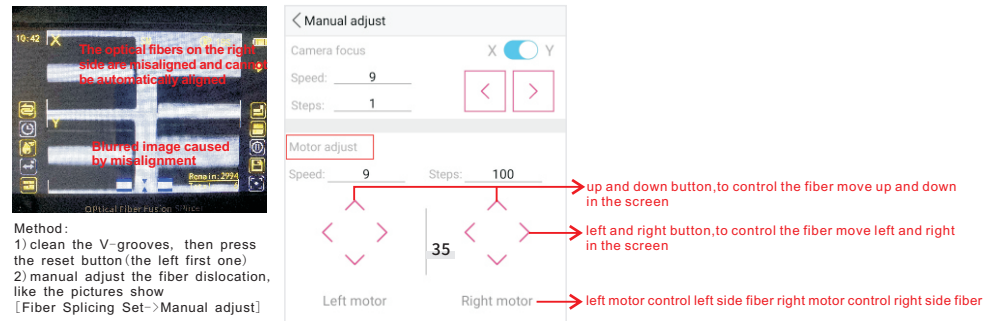 10:42
X
The optical fibers on the right
side are misaligned and cannot
be automatically aligned
Y
Blurred image caused
by misalignment
Remain:2994
Optical Fiber Fusion Splicer
Method:
1)clean the V-grooves, then press
the reset button(the left first one)
2)manual adjust the fiber dislocation,
like the pictures show
[Fiber Splicing Set->Manual adjust]
Manual adjust
Camera focus X Y
Speed: 9
Steps: 1
Motor adjust
Speed: 9 Steps: 100
up and down button,to control the fiber move up and down
in the screen
left and right button,to control the fiber move left and right
in the screen
35
Left motor Right motor
left motor control left side fiber right motor control right side fiber